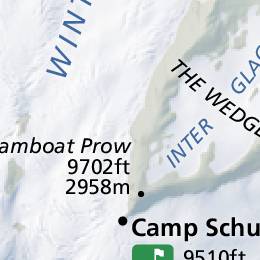 WINT
THE WEDGE
GLAC
INTER
amboat Prow
9702ft
2958m
Camp Schu
9510ft